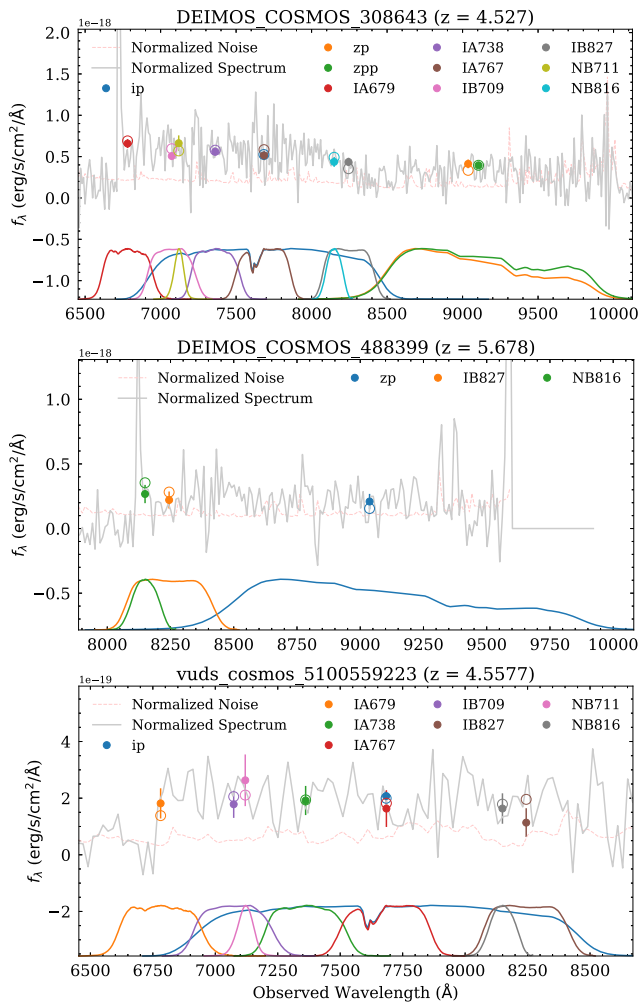 DEIMOS_COSMOS_308643 (z = 4.527)
1e−18
Normalized Noise
Normalized Spectrum
ip
zp
zpp
IA679
IA738
IA767
IB709
IB827
NB711
NB816
2.0
1.5
1.0
0.5
0.0
−0.5
−1.0
fλ (erg/s/cm²/Å)
6500 7000 7500 8000 8500 9000 9500 10000
DEIMOS_COSMOS_488399 (z = 5.678)
1e−18
Normalized Noise
Normalized Spectrum
zp
IB827
NB816
1.0
0.5
0.0
−0.5
fλ (erg/s/cm²/Å)
8000 8250 8500 8750 9000 9250 9500 9750 10000
vuds_cosmos_5100559223 (z = 4.5577)
1e−19
Normalized Noise
Normalized Spectrum
ip
IA679
IA738
IA767
IB709
IB827
NB711
NB816
4
2
0
−2
fλ (erg/s/cm²/Å)
6500 6750 7000 7250 7500 7750 8000 8250 8500
Observed Wavelength (Å)